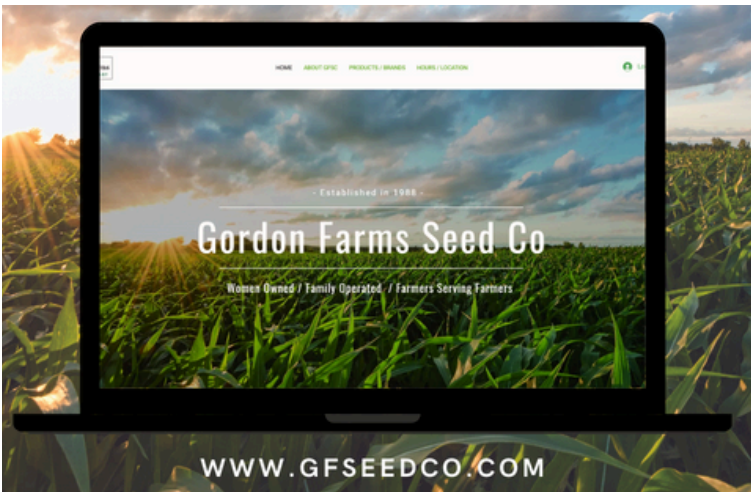 HOME ABOUT GFSC PRODUCTS / BRANDS HOURS / LOCATION
- Established in 1988 -
Gordon Farms Seed Co
Women Owned / Family Operated / Farmers Serving Farmers
WWW.GFSEEDCO.COM